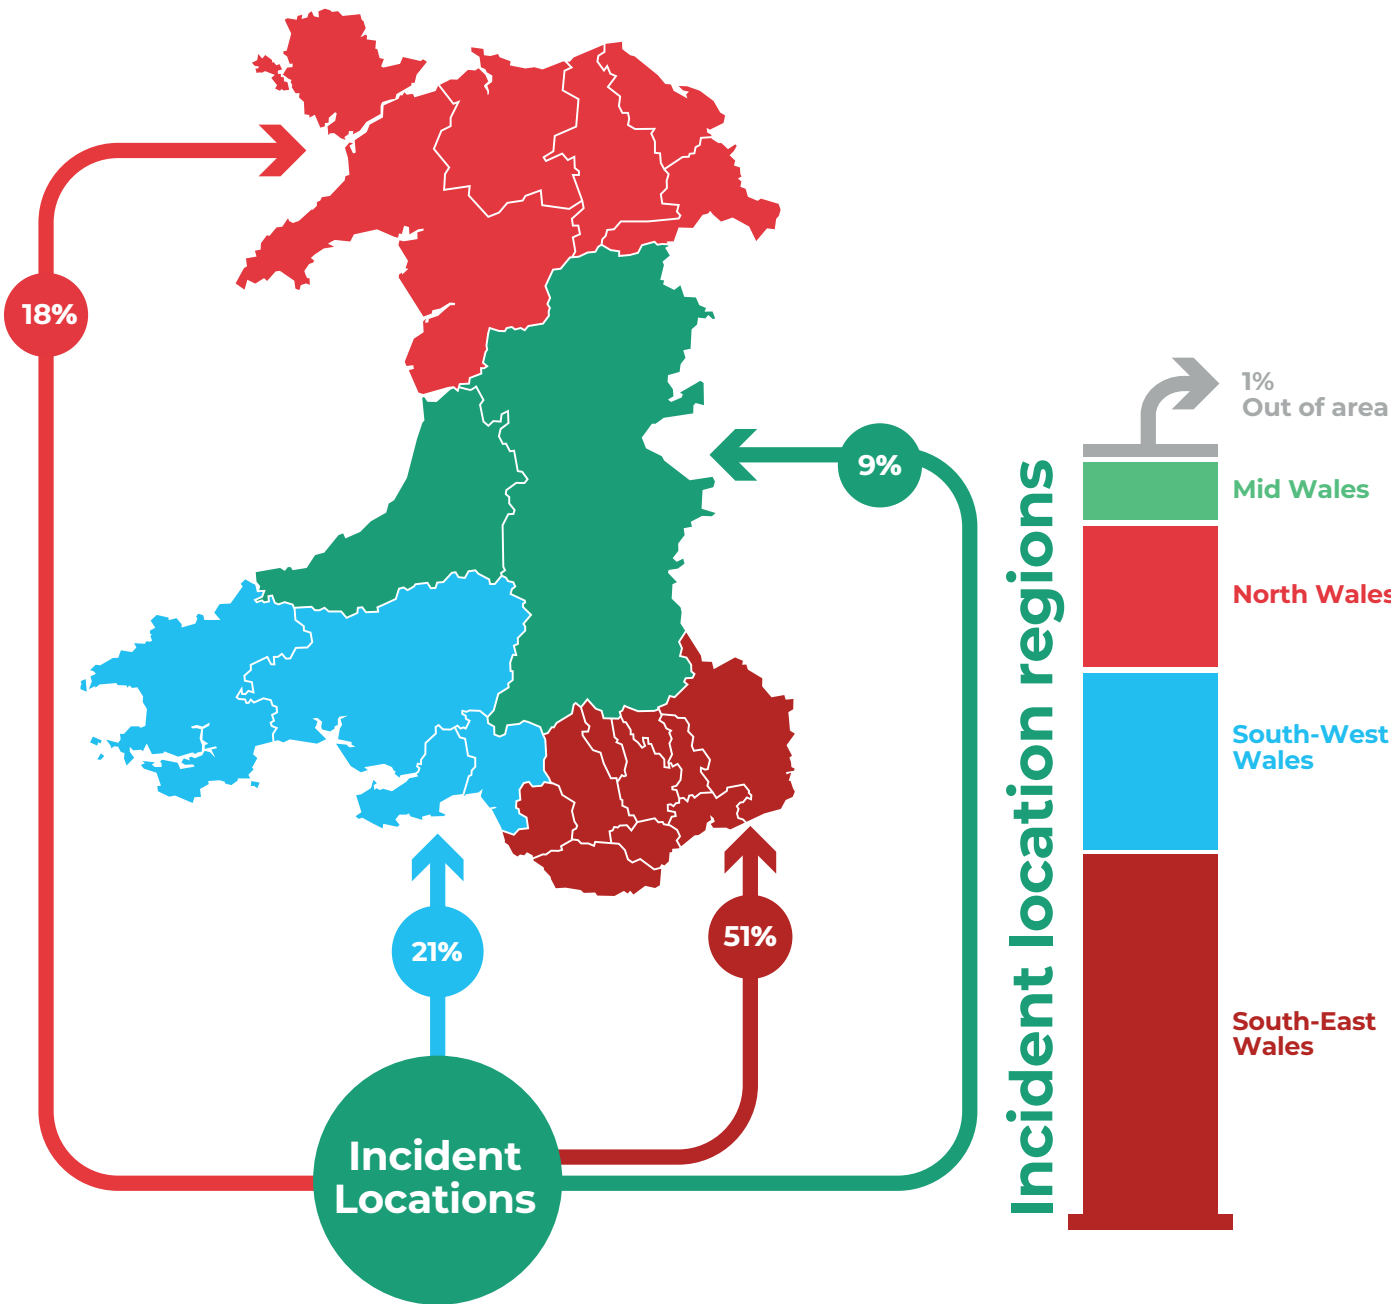 18%
9%
21%
51%
Incident
Locations
Incident location regions
1%
Out of area
Mid Wales
North Wales
South-West
Wales
South-East
Wales